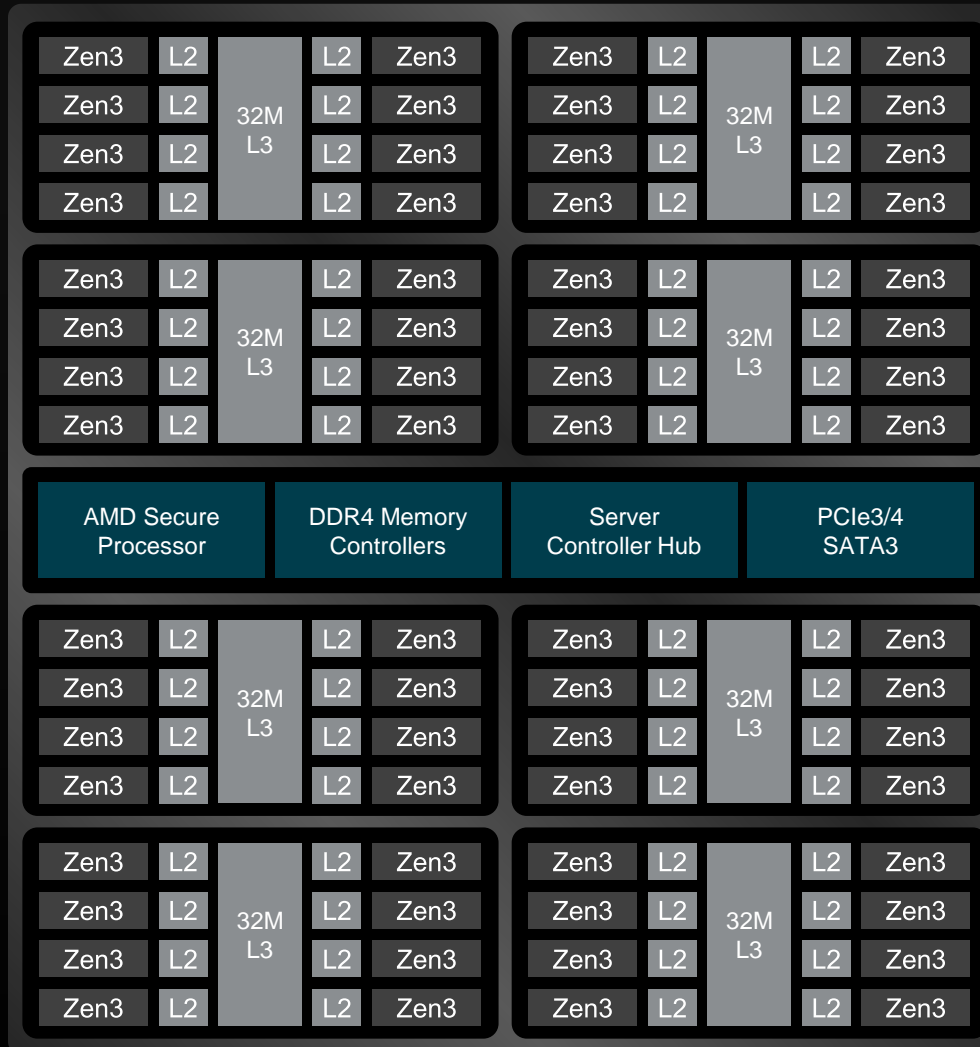 Zen3 L2 L2 Zen3 Zen3 L2 L2 Zen3
Zen3 L2 32M L2 Zen3 Zen3 L2 32M L2 Zen3
Zen3 L2 L3 L2 Zen3 Zen3 L2 L3 L2 Zen3
Zen3 L2 L2 Zen3 Zen3 L2 L2 Zen3
Zen3 L2 L2 Zen3 Zen3 L2 L2 Zen3
Zen3 L2 32M L2 Zen3 Zen3 L2 32M L2 Zen3
Zen3 L2 L3 L2 Zen3 Zen3 L2 L3 L2 Zen3
Zen3 L2 L2 Zen3 Zen3 L2 L2 Zen3
AMD Secure
Processor
DDR4 Memory
Controllers
Server
Controller Hub
PCIe3/4
SATA3
Zen3 L2 L2 Zen3 Zen3 L2 L2 Zen3
Zen3 L2 32M L2 Zen3 Zen3 L2 32M L2 Zen3
Zen3 L2 L3 L2 Zen3 Zen3 L2 L3 L2 Zen3
Zen3 L2 L2 Zen3 Zen3 L2 L2 Zen3
Zen3 L2 L2 Zen3 Zen3 L2 L2 Zen3
Zen3 L2 32M L2 Zen3 Zen3 L2 32M L2 Zen3
Zen3 L2 L3 L2 Zen3 Zen3 L2 L3 L2 Zen3
Zen3 L2 L2 Zen3 Zen3 L2 L2 Zen3